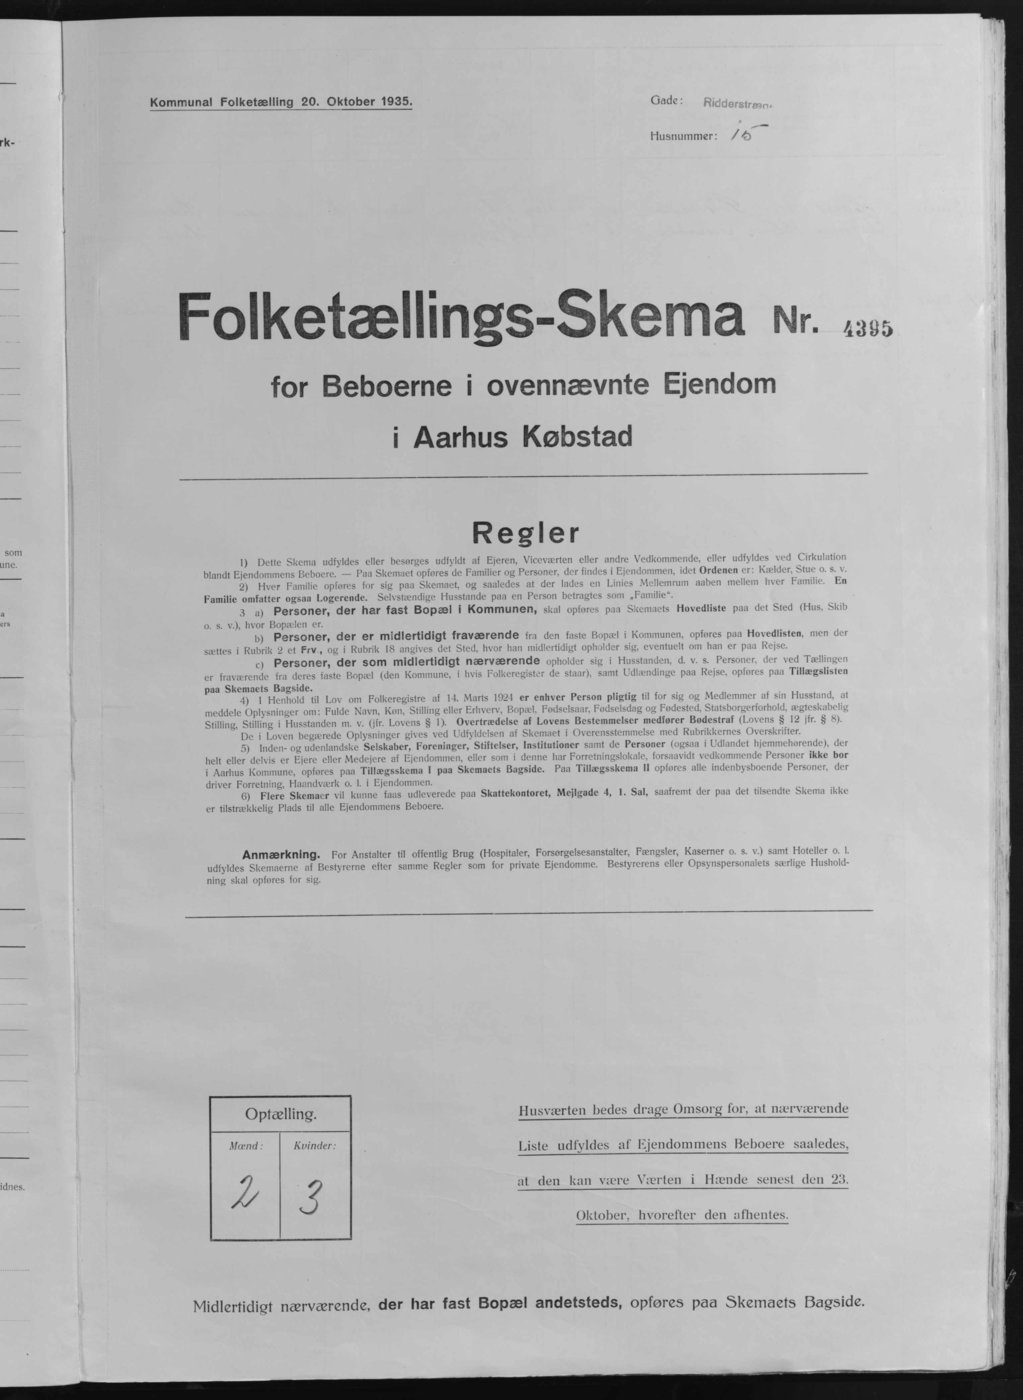 Kommunal Folketælling 20. Oktober 1935.
Gade:
Husnummer: 15
Folketællings-Skema Nr. 4395
for Beboerne i ovennævnte Ejendom
i Aarhus Købstad
Regler
1) Dette Skema udfyldes eller besørges udfyldt af Ejeren, Viceværten eller andre Vedkommende, eller udfyldes ved Cirkulation
blandt Ejendommens Beboere. — Paa Skemaet opføres de Familier og Personer, der findes i Ejendommen, idet Ordenen er: Kælder, Stue o. s. v.
2) Hver Familie opføres for sig paa Skemaet, og saaledes at der lades en Linies Mellemrum aaben mellem hver Familie. En
Familie omfatter ogsaa Logerende. Selvstændige Husstande paa en Person betragtes som „Familie“.
3 a) Personer, der har fast Bopæl i Kommunen, skal opføres paa Skemaets Hovedliste paa det Sted (Hus, Skib
o. s. v.), hvor Bopælen er.
b) Personer, der er midlertidigt fraværende fra den faste Bopæl i Kommunen, opføres paa Hovedlisten, men der
sættes i Rubrik 2 et Frv., og i Rubrik 18 angives det Sted, hvor han midlertidigt opholder sig, eventuelt om han er paa Rejse.
c) Personer, der som midlertidigt nærværende opholder sig i Husstanden, d. v. s. Personer, der ved Tællingen
er fraværende fra deres faste Bopæl (den Kommune, i hvis Folkeregister de staar), samt Udlændinge paa Rejse, opføres paa Tillægslisten
paa Skemaets Bagside.
4) I Henhold til Lov om Folkeregistre af 14. Marts 1924 er enhver Person pligtig til for sig og Medlemmer af sin Husstand, at
meddele Oplysninger om: Fulde Navn, Køn, Stilling eller Erhverv, Bopæl, Fødselsaar, Fødselsdag og Fødested, Statsborgerforhold, ægteskabelig
Stilling, Stilling i Husstanden m. v. (jfr. Lovens § 1). Overtrædelse af Lovens Bestemmelser medfører Bødestraf (Lovens § 12 jfr. § 8).
De i Loven begærede Oplysninger gives ved Udfyldelsen af Skemaet i Overensstemmelse med Rubrikkernes Overskrifter.
5) Inden- og udenlandske Selskaber, Foreninger, Stiftelser, Institutioner samt de Personer (ogsaa i Udlandet hjemmehørende), der
helt eller delvis er Ejere eller Medejere af Ejendommen, eller som i denne har Forretningslokale, forsaavidt vedkommende Personer ikke bor
i Aarhus Kommune, opføres paa Tillægsskema I paa Skemaets Bagside. Paa Tillægsskema II opføres alle indenbysboende Personer, der
driver Forretning, Haandværk o. l. i Ejendommen.
6) Flere Skemaer vil kunne faas udleverede paa Skattekontoret, Mejlgade 4, 1. Sal, saafremt der paa det tilsendte Skema ikke
er tilstrækkelig Plads til alle Ejendommens Beboere.
Anmærkning. For Anstalter til offentlig Brug (Hospitaler, Forsørgelsesanstalter, Fængsler, Kaserner o. s. v.) samt Hoteller o. l.
udfyldes Skemaerne af Bestyrerne efter samme Regler som for private Ejendomme. Bestyrerens eller Opsynspersonalets særlige Hushold-
ning skal opføres for sig.
Optælling.
Mænd: Kvinder:
2 3
Husværten bedes drage Omsorg for, at nærværende
Liste udfyldes af Ejendommens Beboere saaledes,
at den kan være Værten i Hænde senest den 23.
Oktober, hvorefter den afhentes.
Midlertidigt nærværende, der har fast Bopæl andetsteds, opføres paa Skemaets Bagside.
rk-
som
une.
a
ers
idnes.